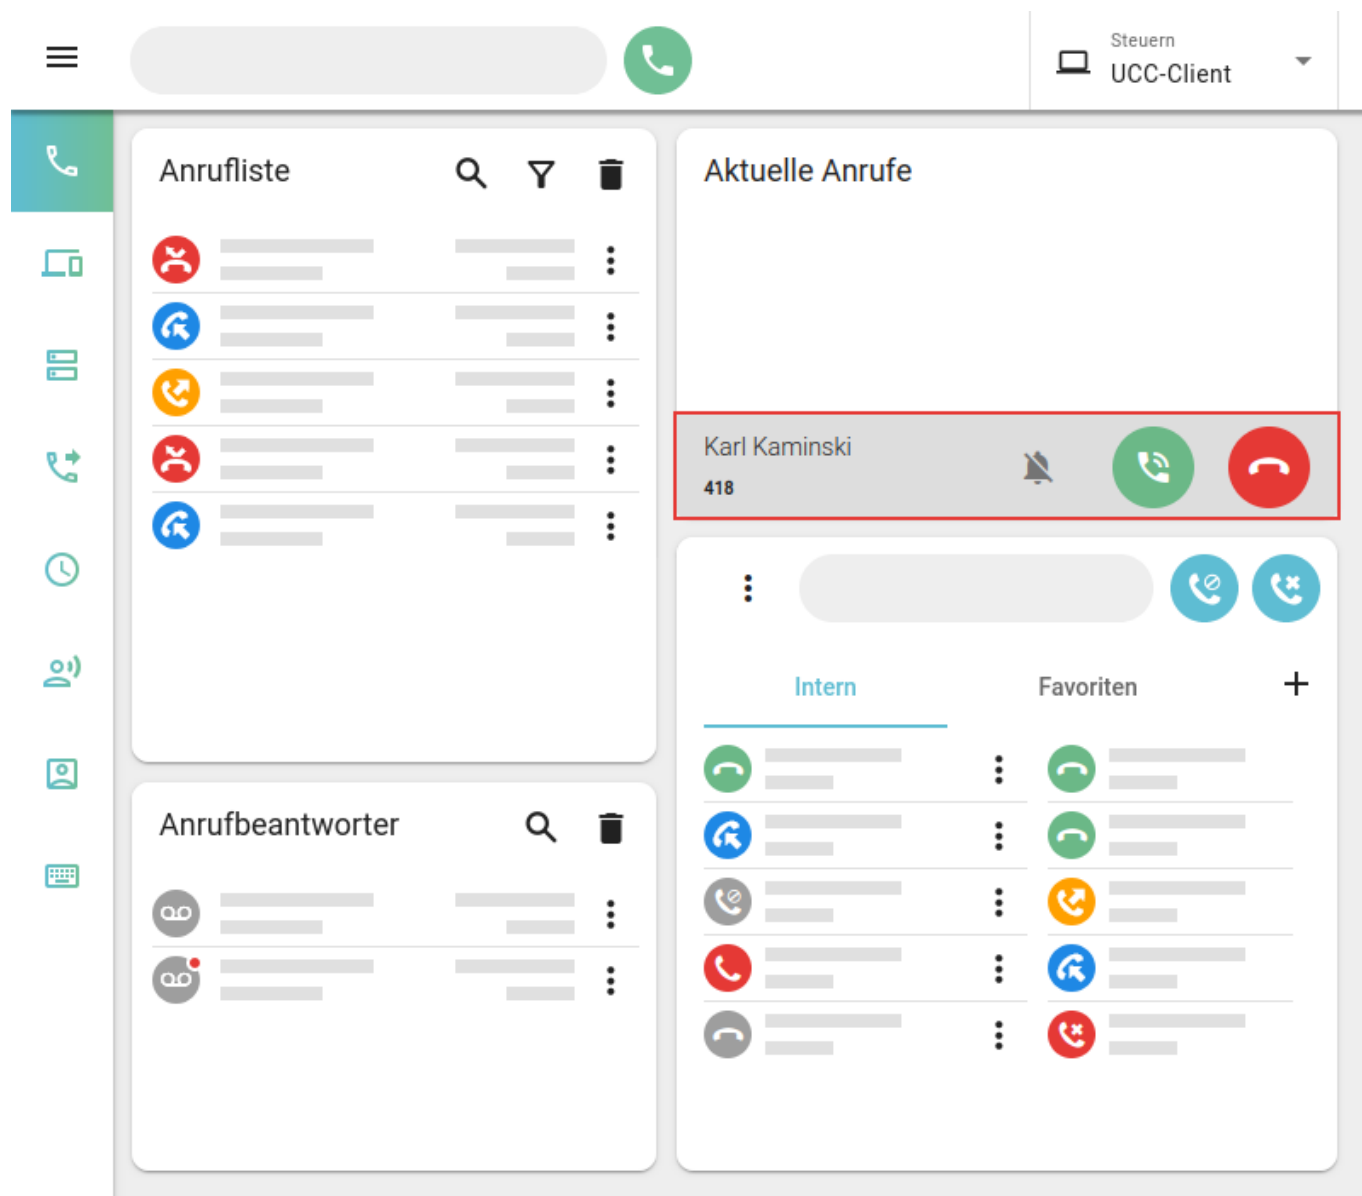 Steuern
UCC-Client
Anrufliste
Aktuelle Anrufe
Karl Kaminski
418
Intern
Favoriten
Anrufbeantworter